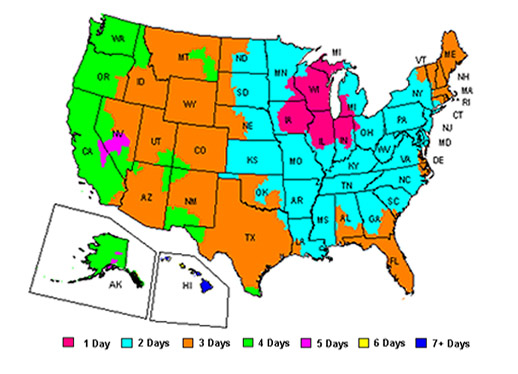 WA
MI
MT
ND
MN
VT
ME
OR
ID
SD
WI
MI
NY
NH
MA
RI
WY
IA
CT
NV
NE
PA
NJ
UT
CO
IL
IN
OH
MD
CA
KS
MO
WV
VA
DE
KY
AZ
NM
OK
AR
TN
NC
SC
MS
AL
GA
TX
LA
FL
AK
HI
1 Day
2 Days
3 Days
4 Days
5 Days
6 Days
7+ Days